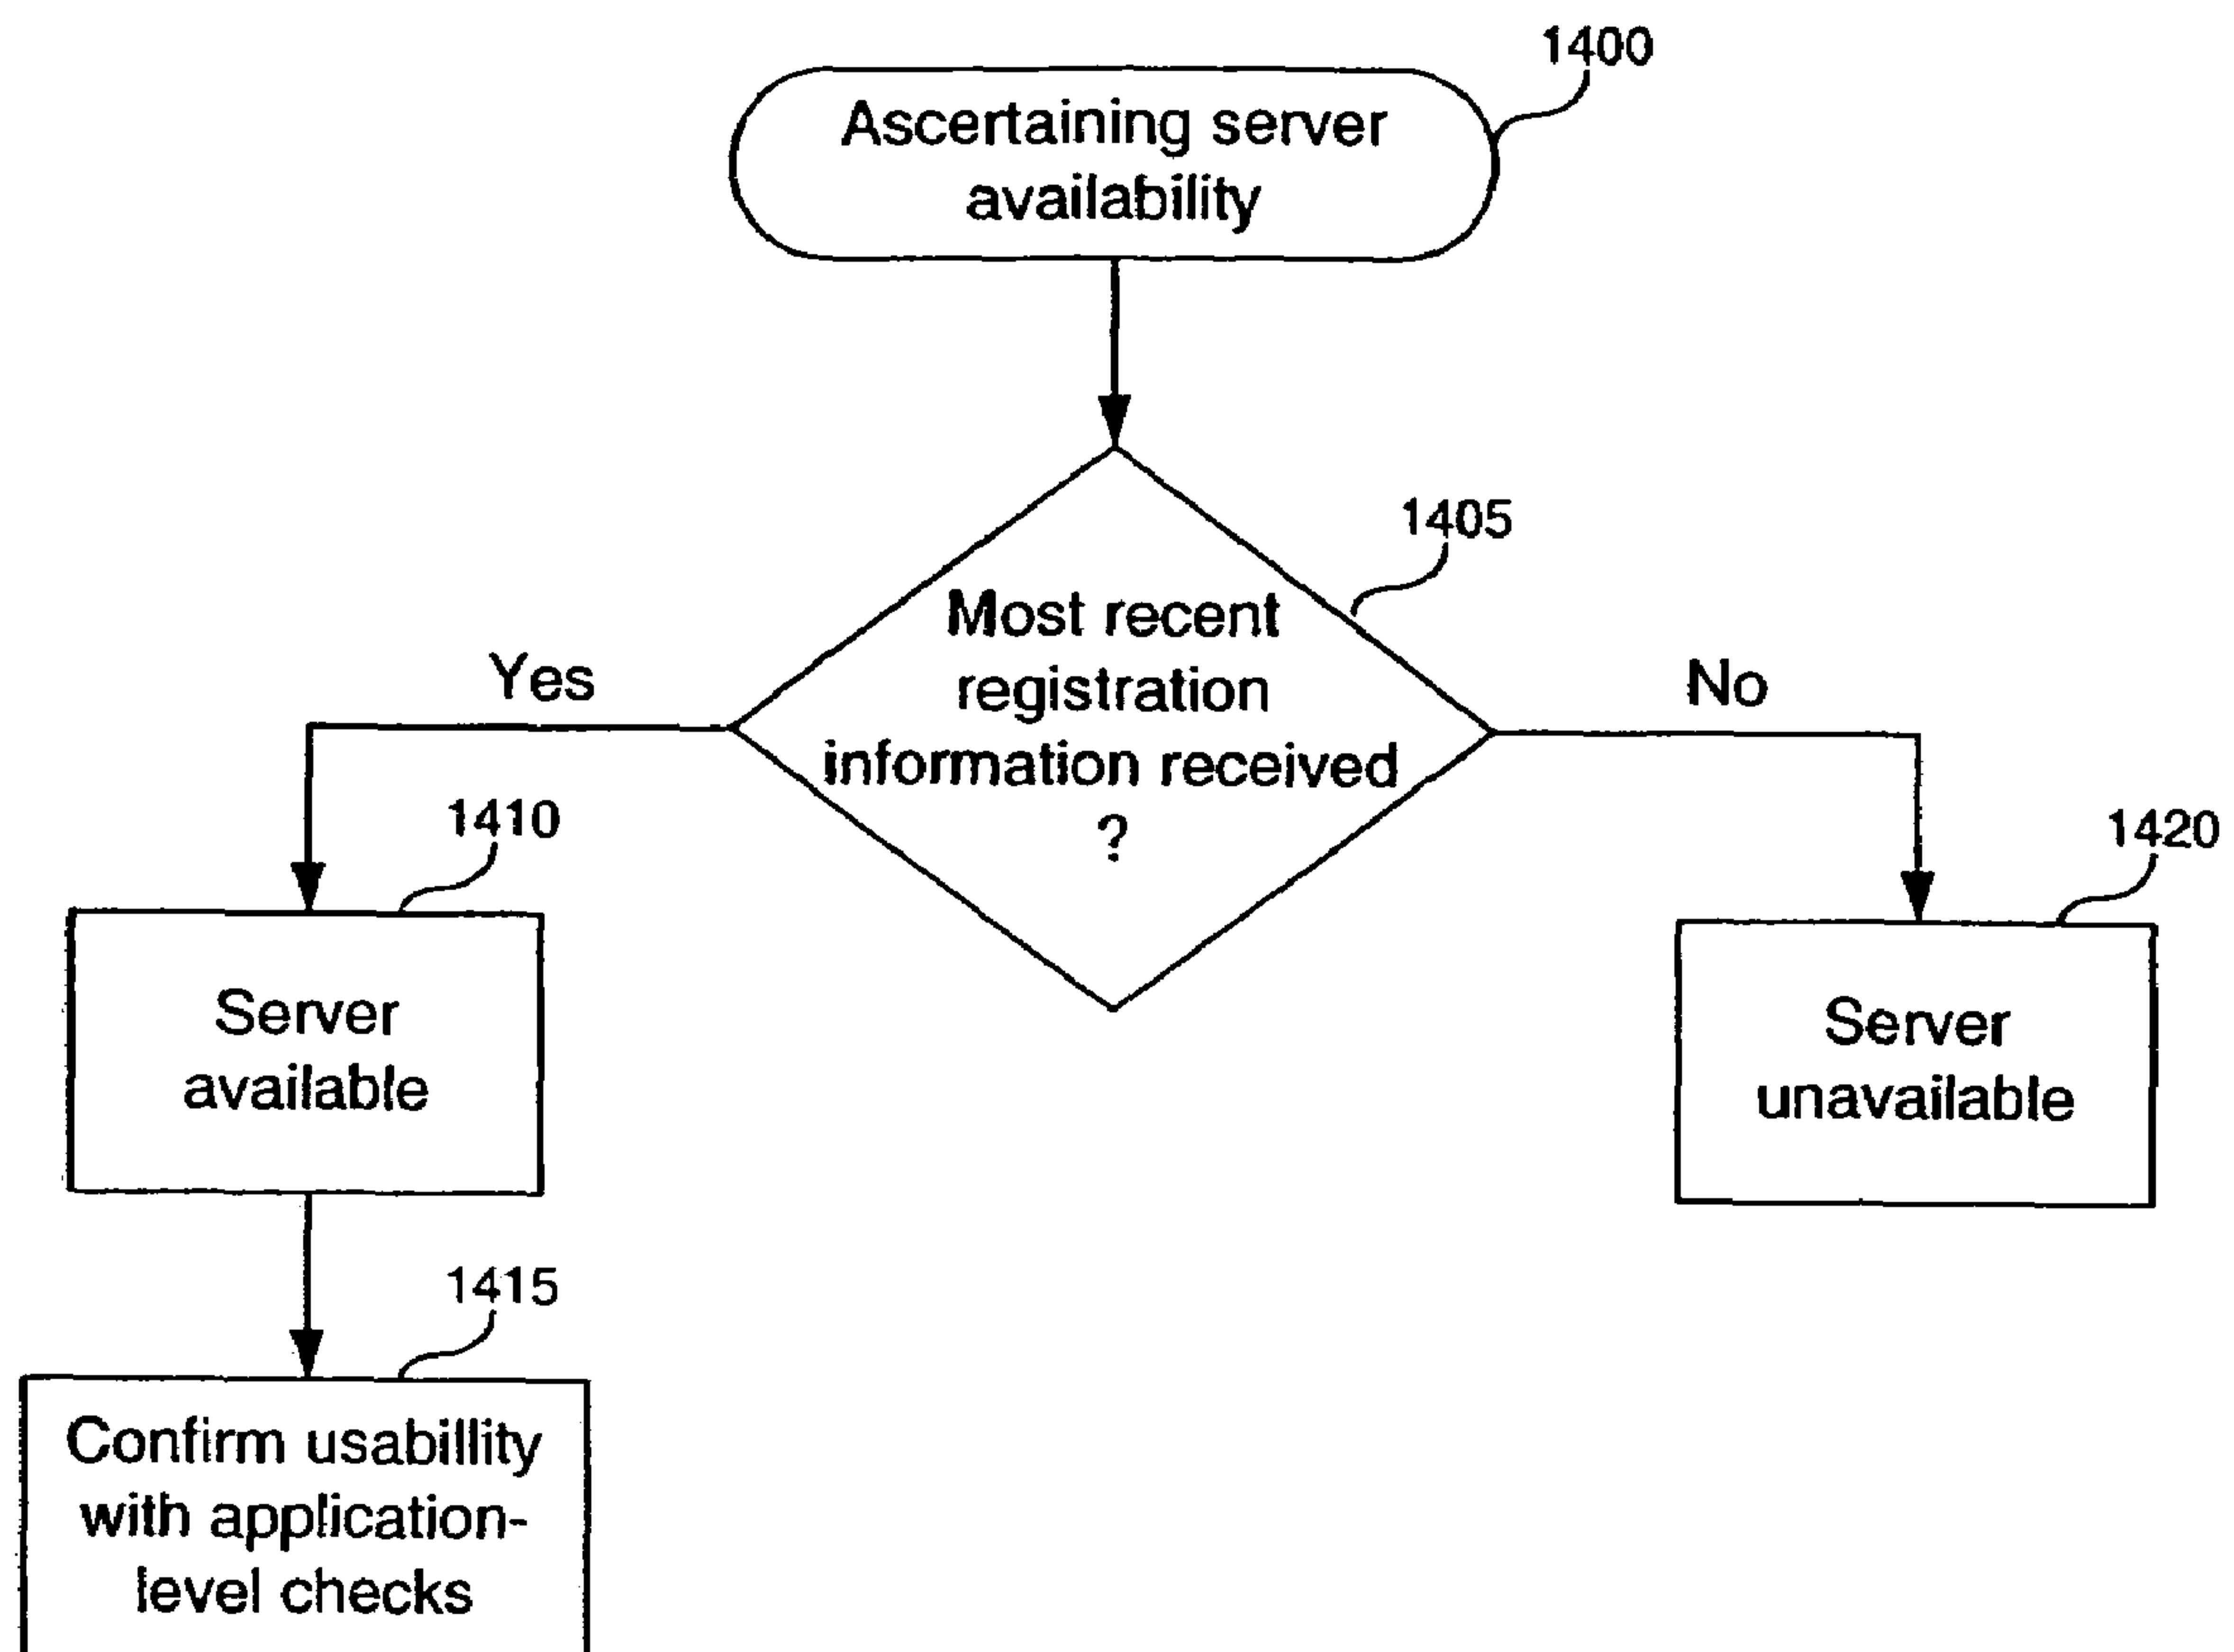 1400
Ascertaining server
availability
1405
Most recent
registration
information received
?
Yes
No
1410
Server
available
1420
Server
unavailable
1415
Confirm usabillity
with application-
level checks